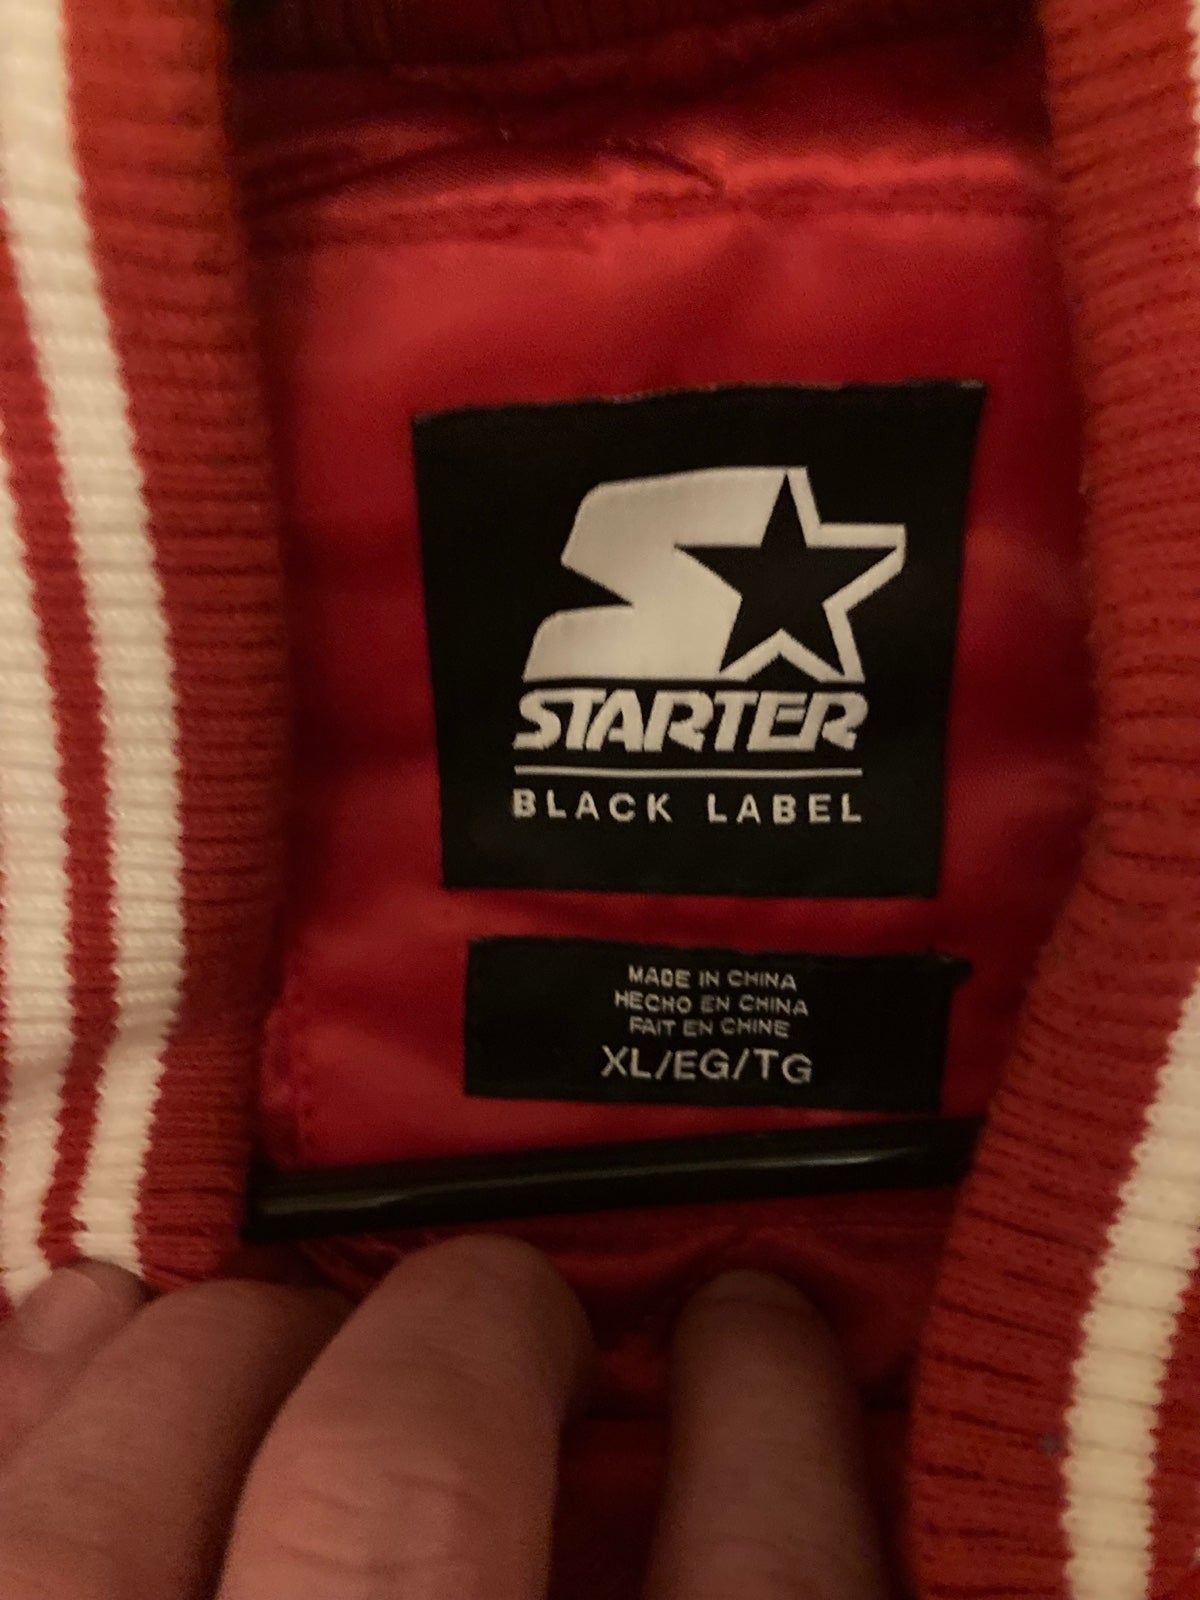 STARTER
BLACK LABEL
MADE IN CHINA
HECHO EN CHINA
FAIT EN CHINE
XL/EG/TG